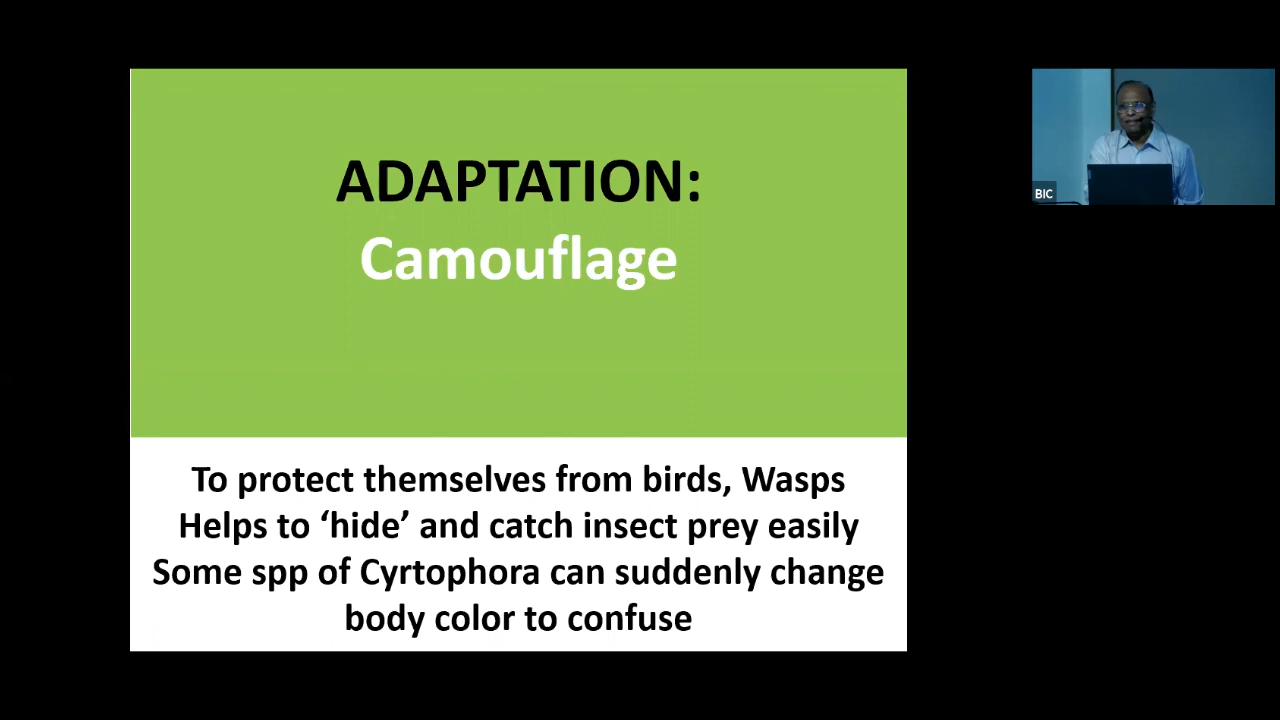 ADAPTATION:
Camouflage
To protect themselves from birds, Wasps
Helps to ‘hide’ and catch insect prey easily
Some spp of Cyrtophora can suddenly change
body color to confuse
BIC